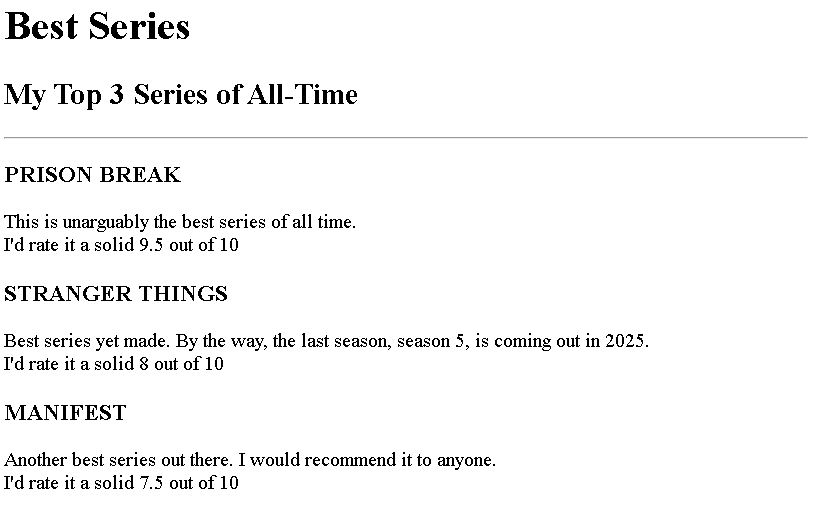 Best Series
My Top 3 Series of All-Time
PRISON BREAK
This is unarguably the best series of all time.
I'd rate it a solid 9.5 out of 10
STRANGER THINGS
Best series yet made. By the way, the last season, season 5, is coming out in 2025.
I'd rate it a solid 8 out of 10
MANIFEST
Another best series out there. I would recommend it to anyone.
I'd rate it a solid 7.5 out of 10